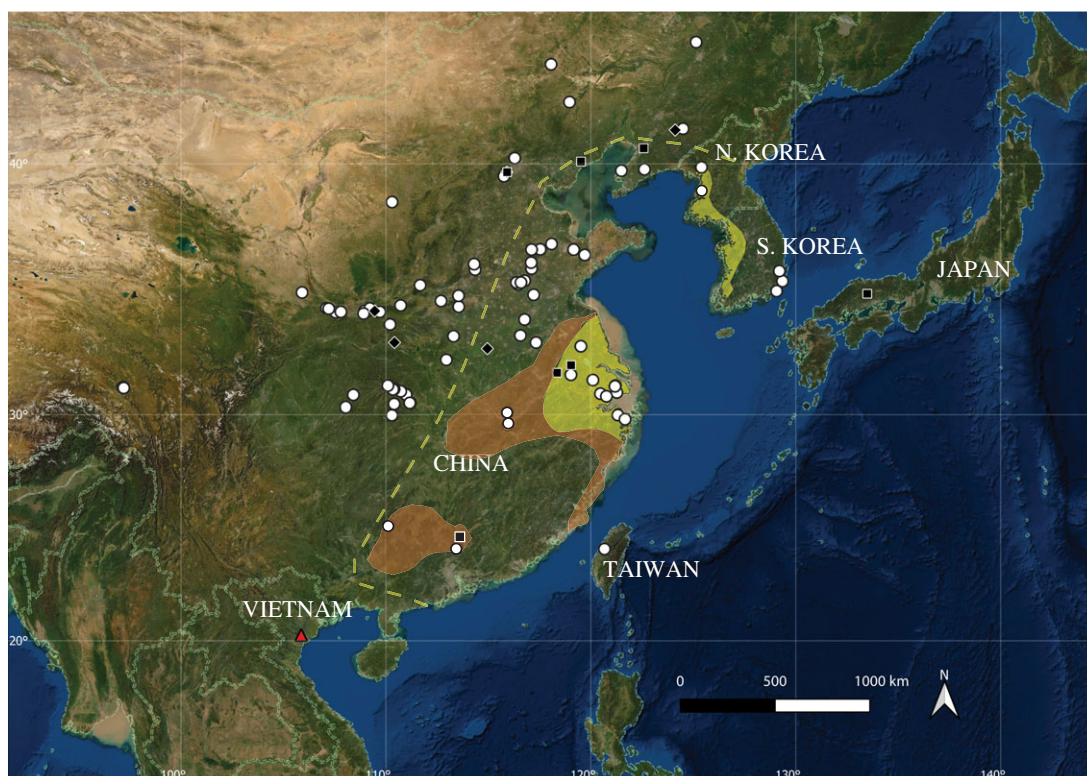 40°
N. KOREA
S. KOREA
JAPAN
30°
CHINA
TAIWAN
VIETNAM
20°
0 500 1000 km
N
100° 110° 120° 130° 140°